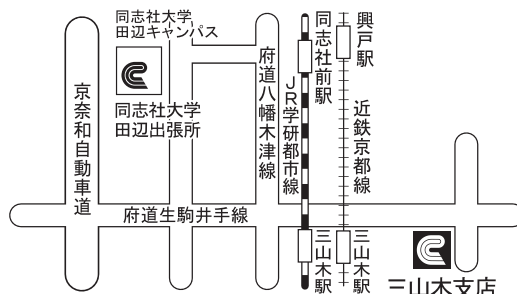 同志社大学
田辺キャンパス
同志社大学
田辺出張所
京奈和自動車道
府道八幡木津線
JR学研都市線
同志社前駅
興戸駅
近鉄京都線
府道生駒井手線
三山木駅
三山木駅
三山木支店